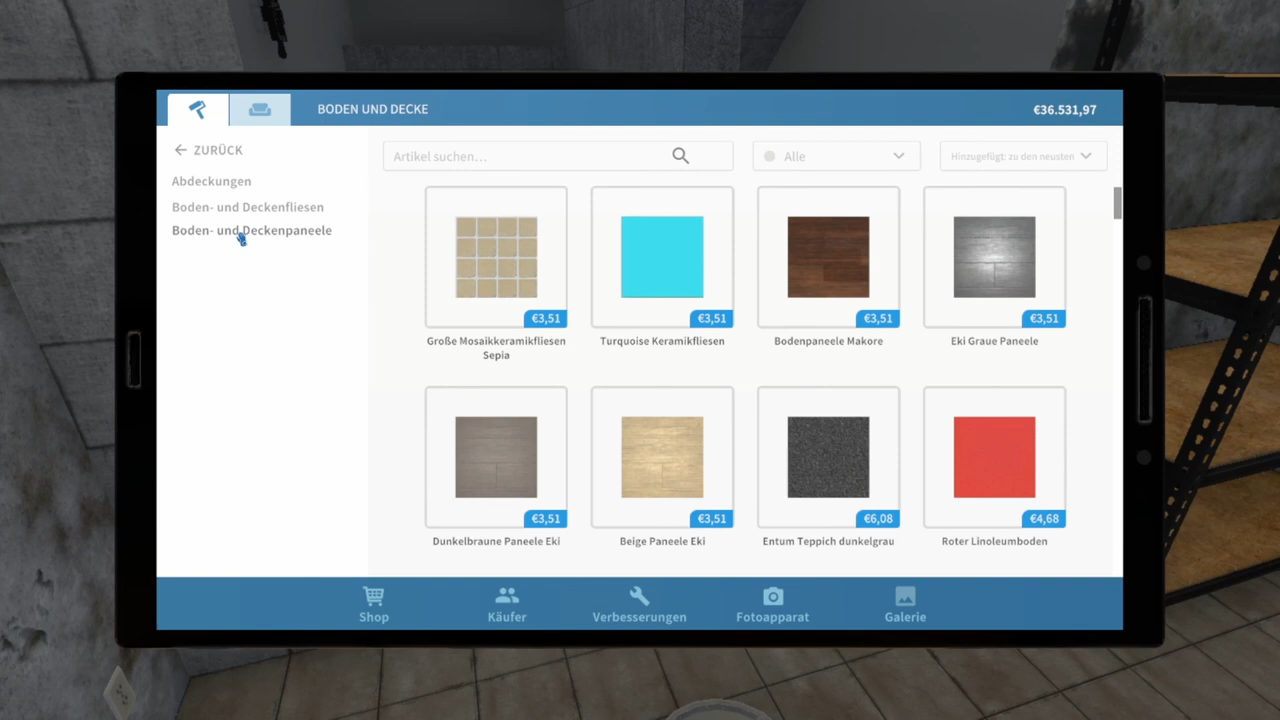 BODEN UND DECKE
€36.531,97
ZURÜCK
Abdeckungen
Boden- und Deckenfliesen
Boden- und Deckenpaneele
Artikel suchen...
Alle
Hinzugefügt: zu den neusten
€3,51
€3,51
€3,51
€3,51
Große Mosaikkeramikfliesen
Sepia
Turquoise Keramikfliesen
Bodenpaneele Makore
Eki Graue Paneele
€3,51
€3,51
€6,08
€4,68
Dunkelbraune Paneele Eki
Beige Paneele Eki
Entum Teppich dunkelgrau
Roter Linoleumboden
Shop
Käufer
Verbesserungen
Fotoapparat
Galerie